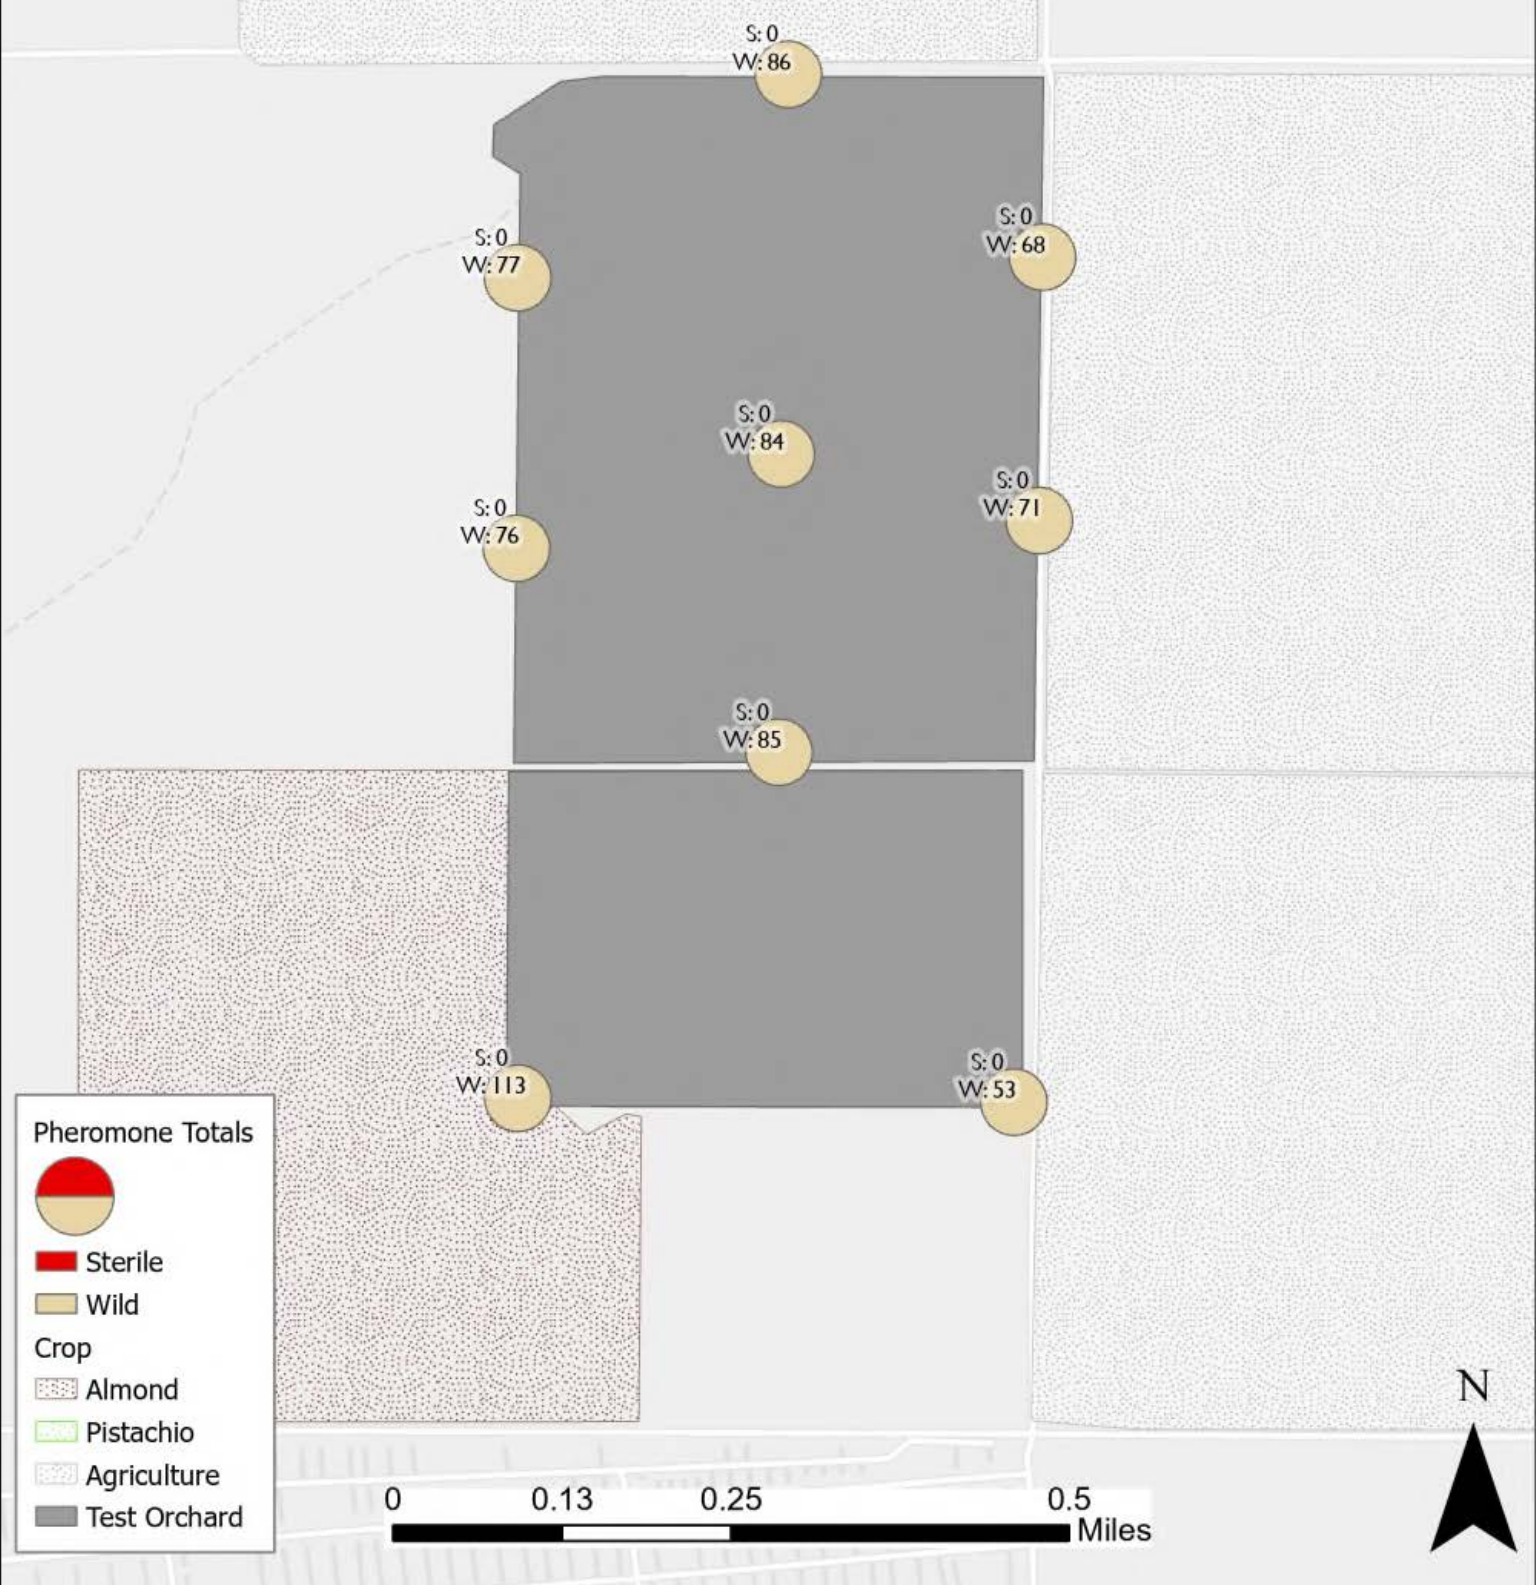 S: 0
W: 86
S: 0
W: 68
S: 0
W: 77
S: 0
W: 84
S: 0
W: 71
S: 0
W: 76
S: 0
W: 85
S: 0
W: 113
S: 0
W: 53
Pheromone Totals
Sterile
Wild
Crop
Almond
Pistachio
Agriculture
Test Orchard
0 0.13 0.25 0.5
Miles
N